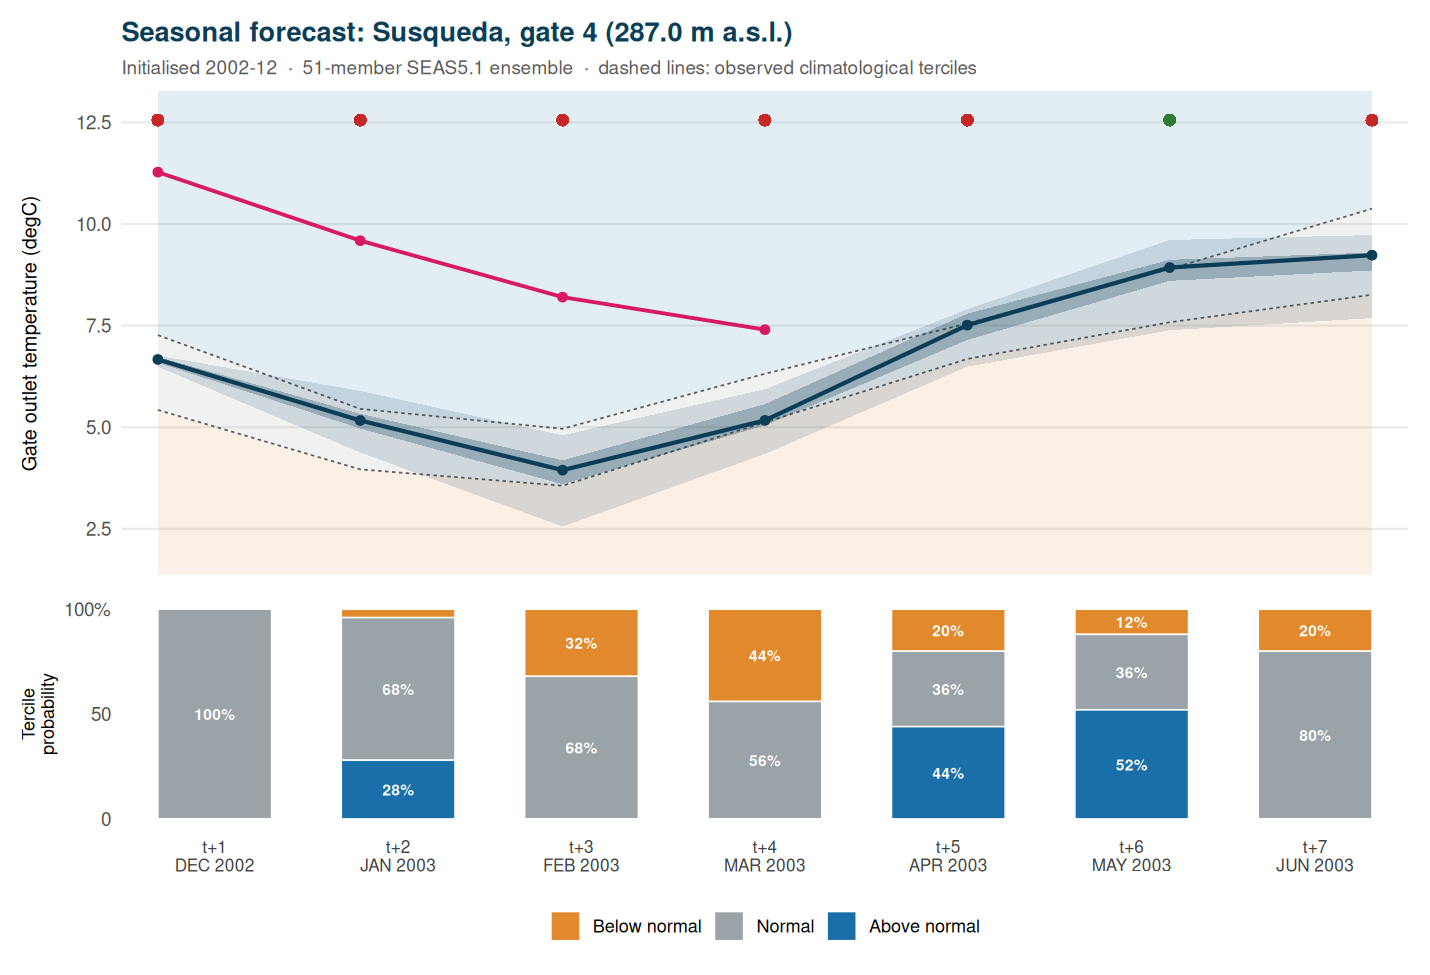 Seasonal forecast: Susqueda, gate 4 (287.0 m a.s.l.)
Initialised 2002-12 · 51-member SEAS5.1 ensemble · dashed lines: observed climatological terciles
Gate outlet temperature (degC)
12.5
10.0
7.5
5.0
2.5
Tercile
probability
100%
50
0
100%
68%
28%
32%
68%
44%
56%
20%
36%
44%
12%
36%
52%
20%
80%
t+1
DEC 2002
t+2
JAN 2003
t+3
FEB 2003
t+4
MAR 2003
t+5
APR 2003
t+6
MAY 2003
t+7
JUN 2003
Below normal
Normal
Above normal